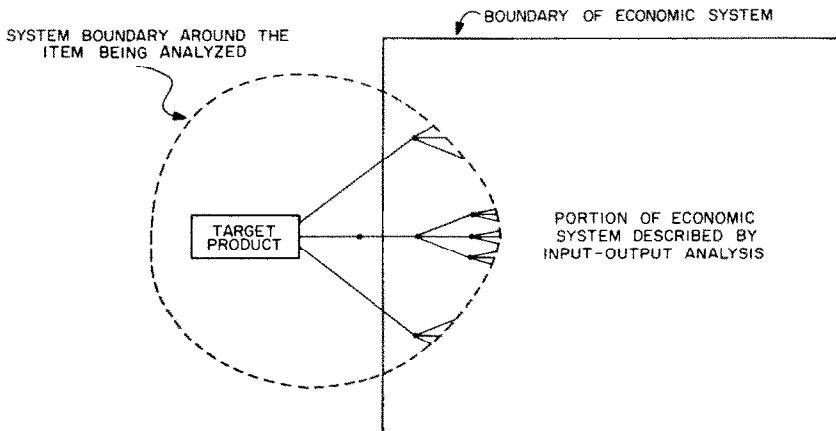 BOUNDARY OF ECONOMIC SYSTEM
SYSTEM BOUNDARY AROUND THE
ITEM BEING ANALYZED
TARGET
PRODUCT
PORTION OF ECONOMIC
SYSTEM DESCRIBED BY
INPUT-OUTPUT ANALYSIS